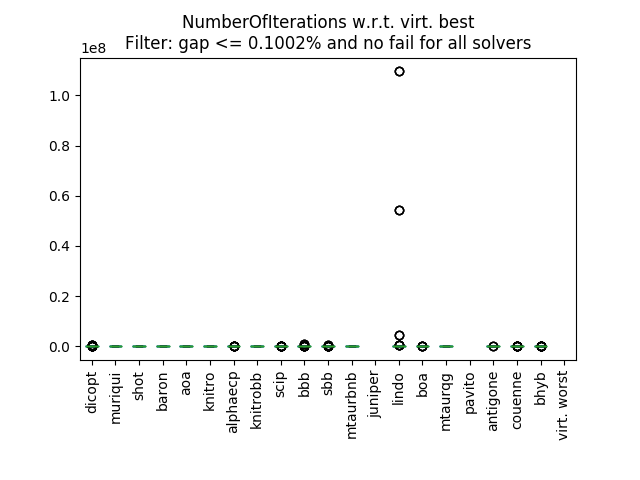 NumberOfIterations w.r.t. virt. best
Filter: gap <= 0.1002% and no fail for all solvers
1e8
1.0
0.8
0.6
0.4
0.2
0.0
dicopt
muriqui
shot
baron
aoa
knitro
alphaecp
knitrobb
scip
bbb
sbb
mtaurbnb
juniper
lindo
boa
mtaurqg
pavito
antigone
couenne
bhyb
virt. worst